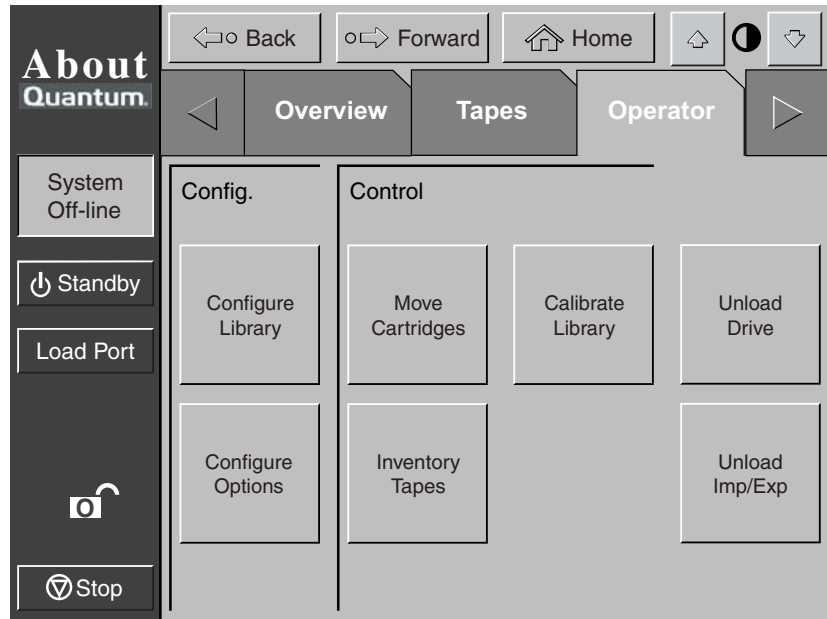 About
Quantum.
Back
Forward
Home
Overview
Tapes
Operator
System
Off-line
Standby
Load Port
O
Stop
Config.
Control
Configure
Library
Move
Cartridges
Calibrate
Library
Unload
Drive
Configure
Options
Inventory
Tapes
Unload
Imp/Exp